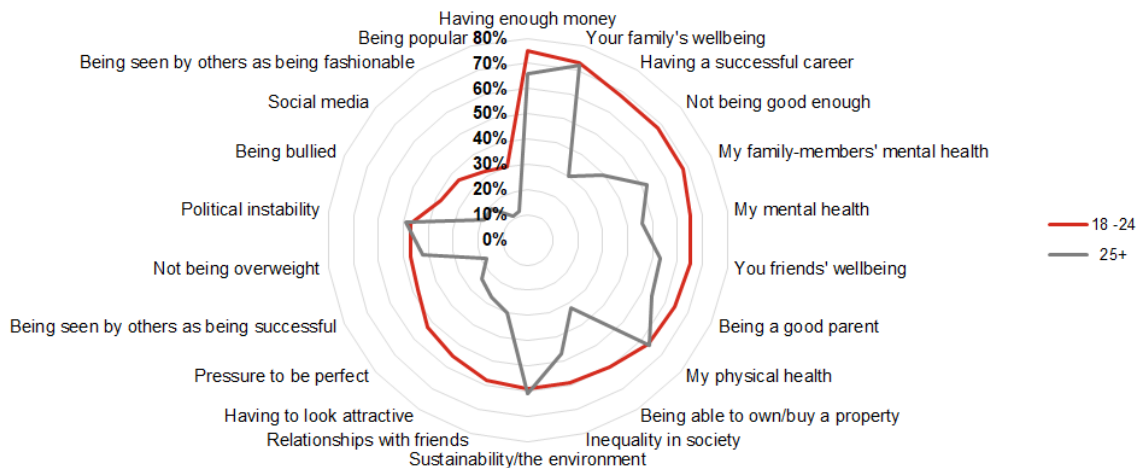 Having enough money
Being popular
80%
Your family's wellbeing
Being seen by others as being fashionable
70%
Having a successful career
60%
Social media
50%
Not being good enough
Being bullied
40%
My family-members' mental health
30%
20%
Political instability
10%
My mental health
18 -24
0%
25+
Not being overweight
You friends' wellbeing
Being seen by others as being successful
Being a good parent
Pressure to be perfect
My physical health
Having to look attractive
Being able to own/buy a property
Relationships with friends
Inequality in society
Sustainability/the environment